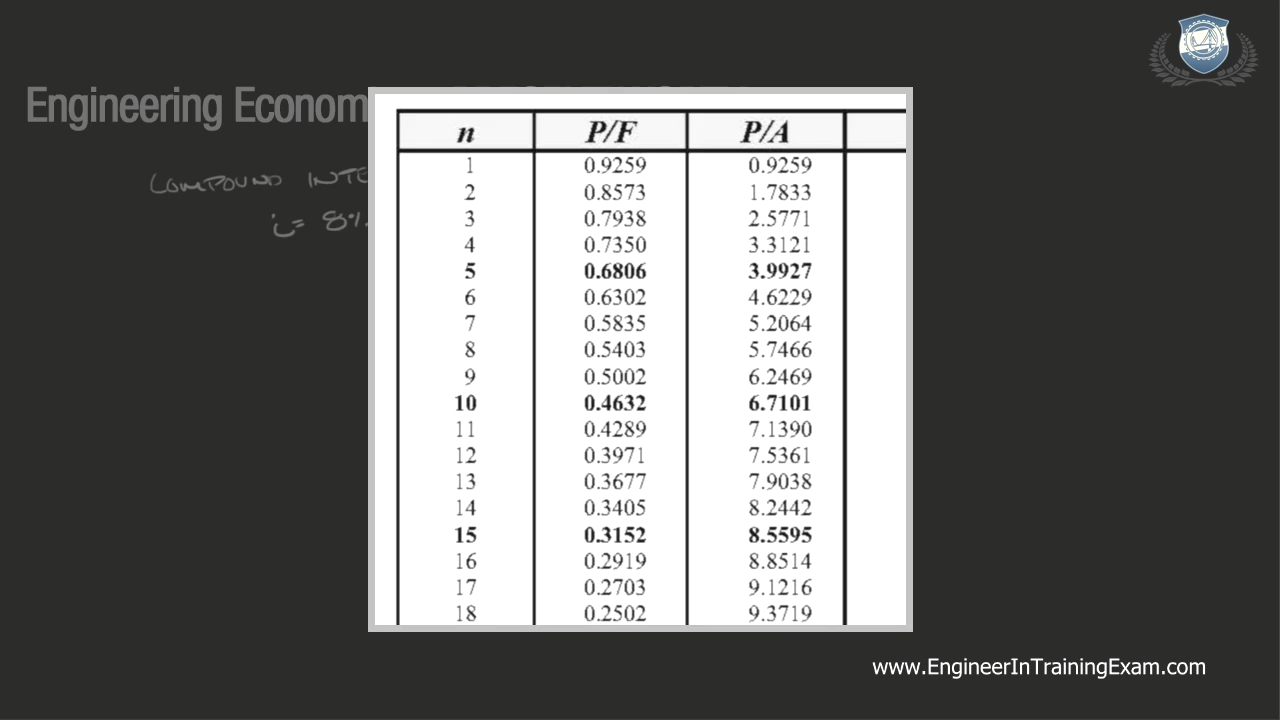 Engineering Econom
COMPOUND INTE
i= 8%
n P/F P/A
1 0.9259 0.9259
2 0.8573 1.7833
3 0.7938 2.5771
4 0.7350 3.3121
5 0.6806 3.9927
6 0.6302 4.6229
7 0.5835 5.2064
8 0.5403 5.7466
9 0.5002 6.2469
10 0.4632 6.7101
11 0.4289 7.1390
12 0.3971 7.5361
13 0.3677 7.9038
14 0.3405 8.2442
15 0.3152 8.5595
16 0.2919 8.8514
17 0.2703 9.1216
18 0.2502 9.3719
www.EngineerInTrainingExam.com